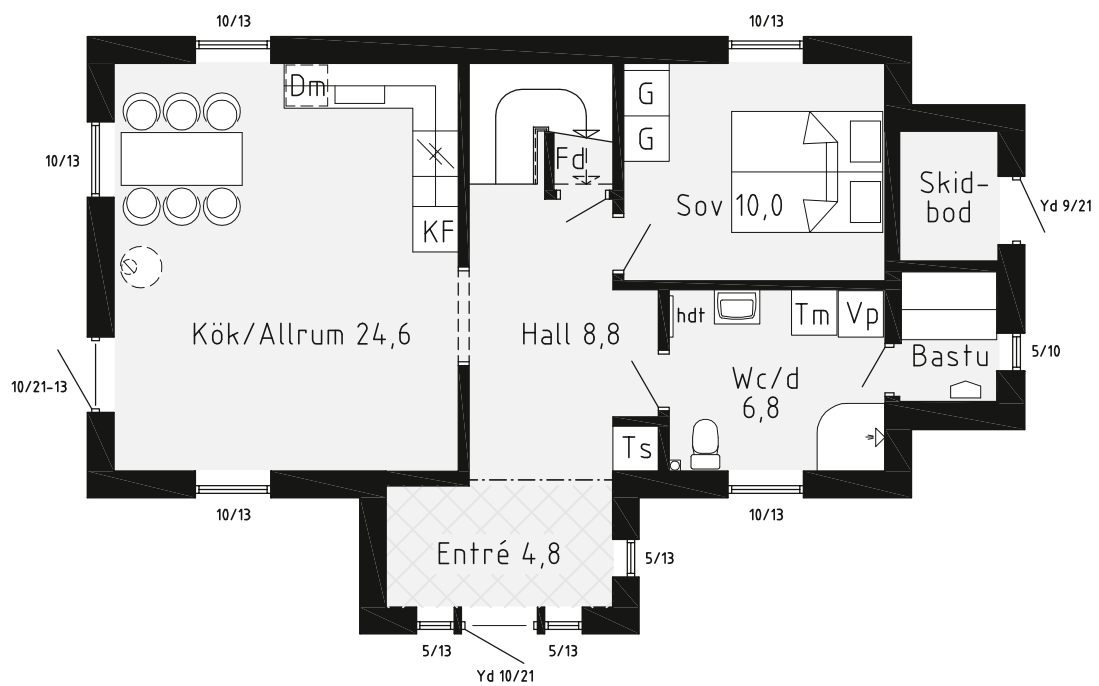 10/13
10/13
Dm
G
G
Fd
10/13
Skid-
bod
Yd 9/21
Sov 10,0
KF
hdt
Tm
Vp
Kök/Allrum 24,6
Hall 8,8
Bastu
5/10
10/21-13
Wc/d
6,8
Ts
10/13
10/13
Entré 4,8
5/13
5/13
5/13
Yd 10/21